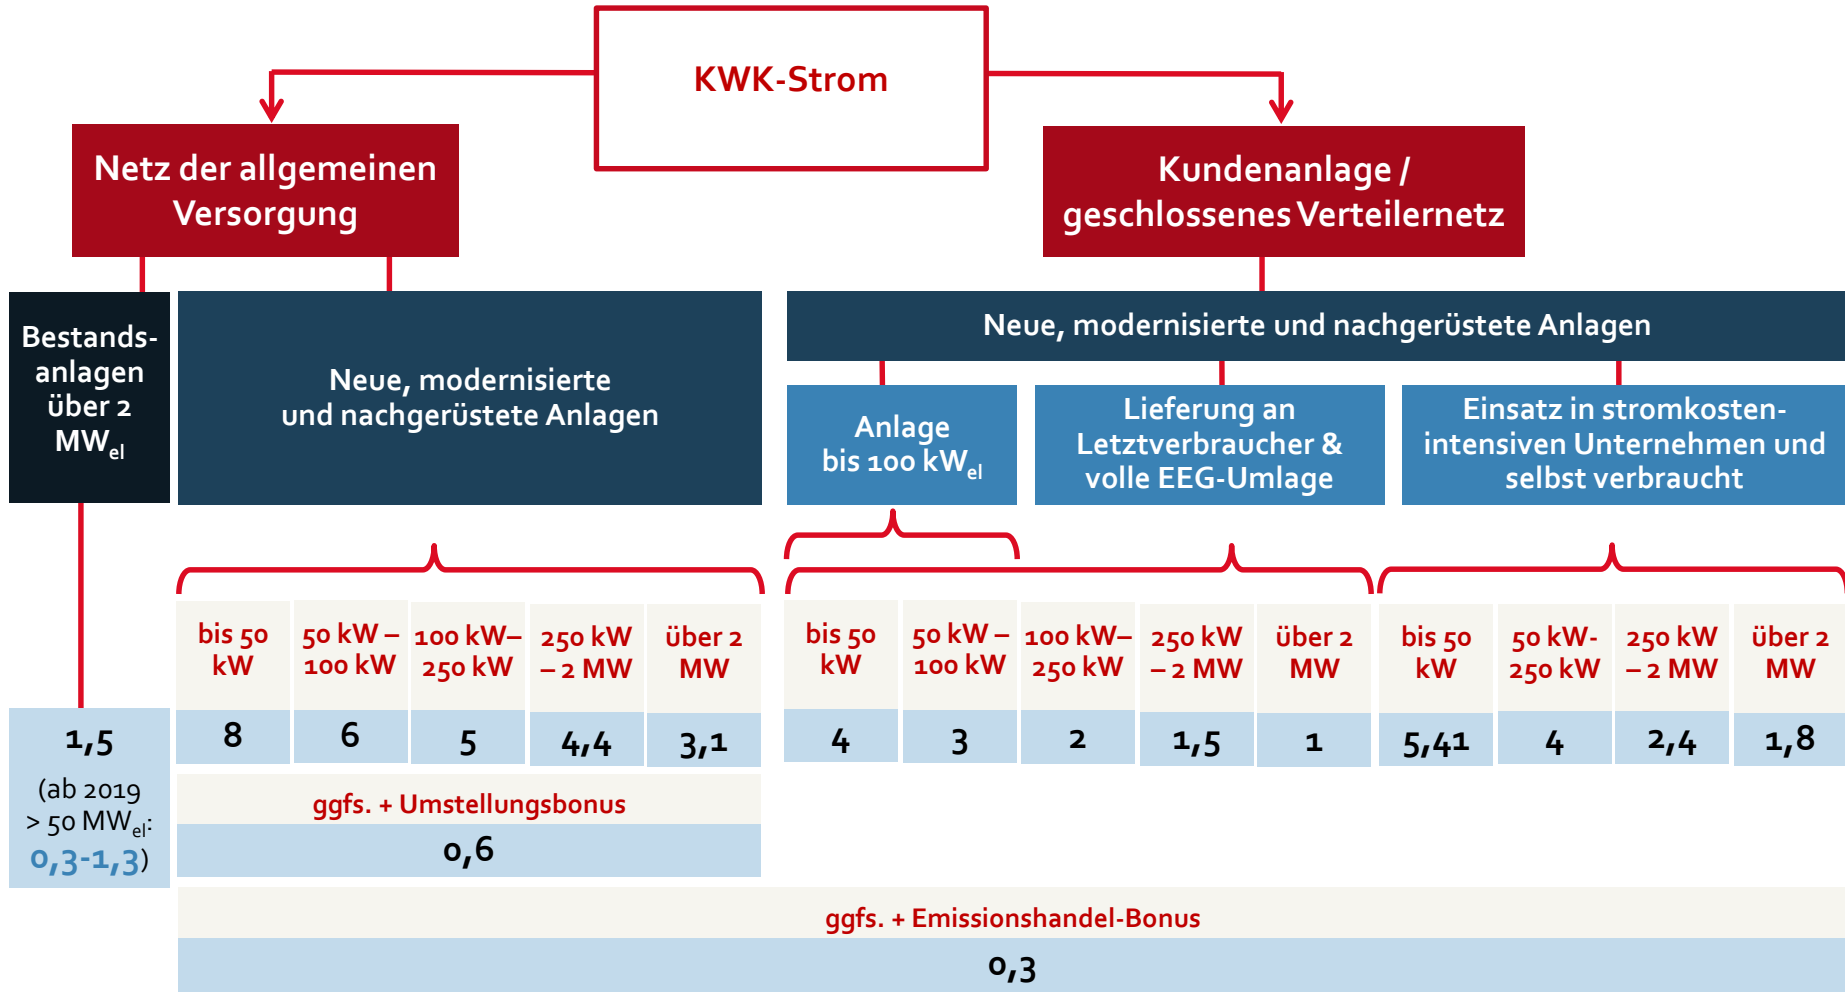 KWK-Strom
Netz der allgemeinen
Versorgung
Kundenanlage /
geschlossenes Verteilernetz
Bestands-
anlagen
über 2
MWel
Neue, modernisierte
und nachgerüstete Anlagen
Neue, modernisierte und nachgerüstete Anlagen
Anlage
bis 100 kWel
Lieferung an
Letztverbraucher &
volle EEG-Umlage
Einsatz in stromkosten-
intensiven Unternehmen und
selbst verbraucht
bis 50
kW
50 kW –
100 kW
100 kW–
250 kW
250 kW
– 2 MW
über 2
MW
bis 50
kW
50 kW –
100 kW
100 kW–
250 kW
250 kW
– 2 MW
über 2
MW
bis 50
kW
50 kW-
250 kW
250 kW
– 2 MW
über 2
MW
1,5
(ab 2019
> 50 MWel:
0,3-1,3)
8
6
5
4,4
3,1
4
3
2
1,5
1
5,41
4
2,4
1,8
ggfs. + Umstellungsbonus
0,6
ggfs. + Emissionshandel-Bonus
0,3